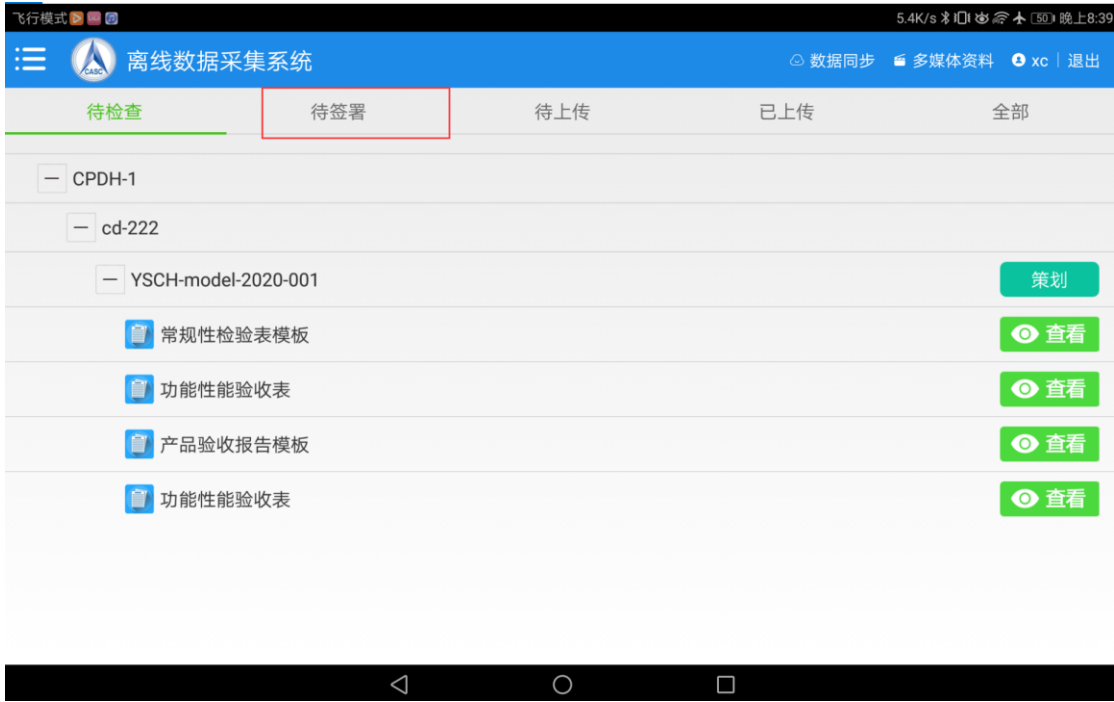 飞行模式 5.4K/s 50 晚上8:39
CASC 离线数据采集系统 数据同步 多媒体资料 xc 退出
待检查 待签署 待上传 已上传 全部
CPDH-1
cd-222
YSCH-model-2020-001 策划
常规性检验表模板 查看
功能性能验收表 查看
产品验收报告模板 查看
功能性能验收表 查看